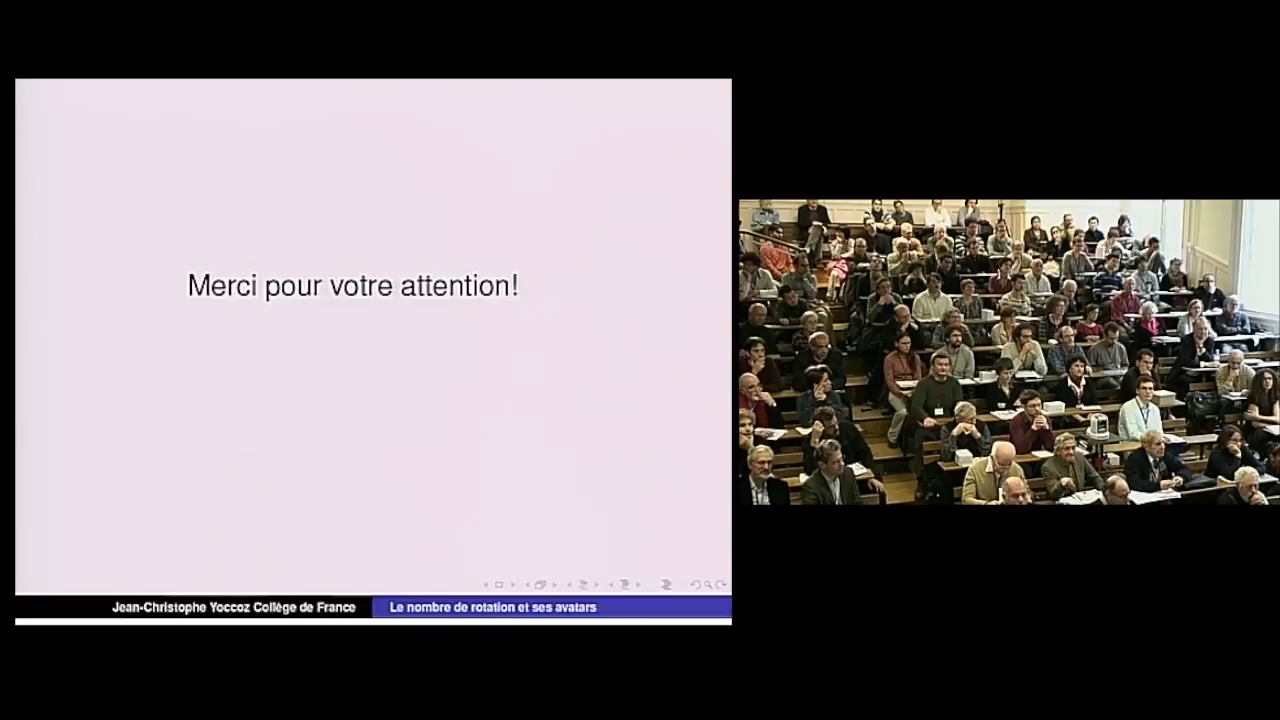 Merci pour votre attention!
Jean-Christophe Yoccoz Collège de France
Le nombre de rotation et ses avatars